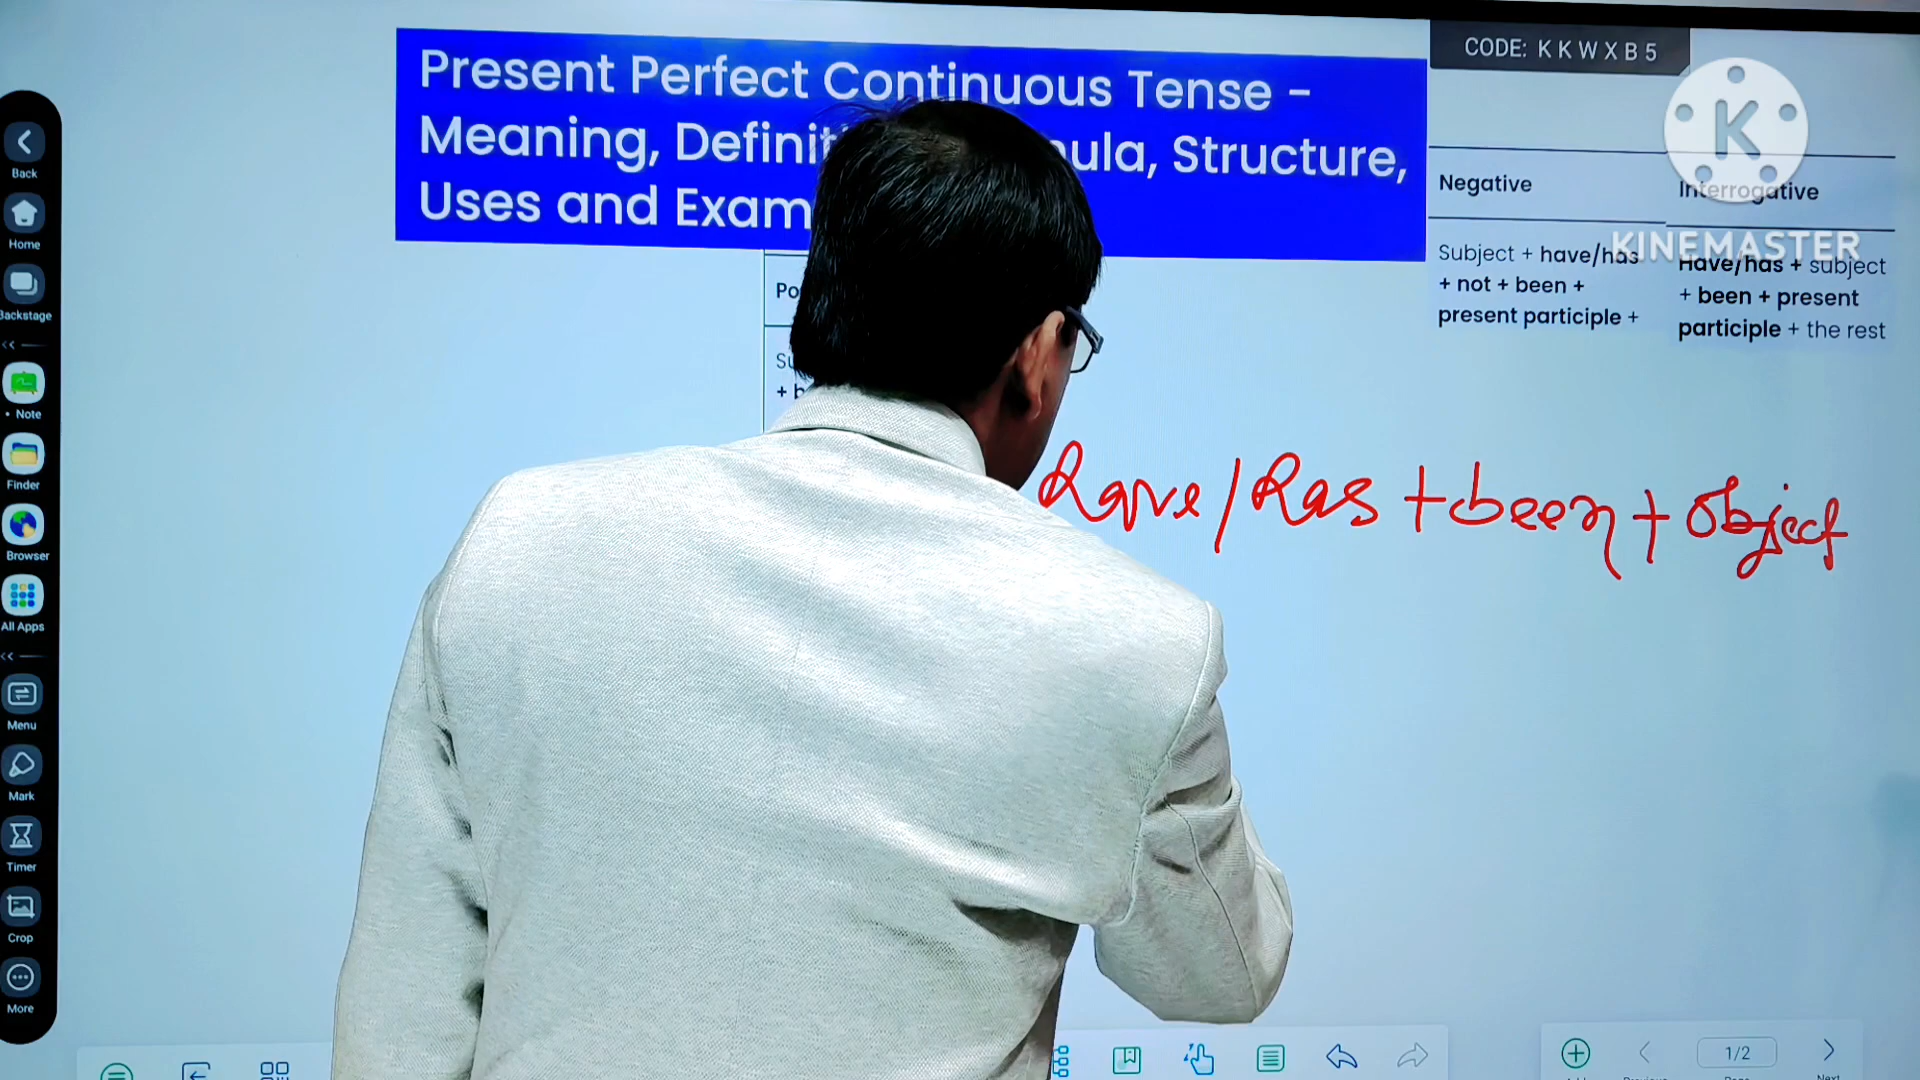 CODE: K K W X B 5
Present Perfect Continuous Tense -
Meaning, Definit ula, Structure,
Uses and Exam
K
KINEMASTER
Negative
Interrogative
Subject + have/has
+ not + been +
present participle +
Have/has + subject
+ been + present
participle + the rest
Po
Su
+ b
have/has + been + object
Back
Home
Backstage
Note
Finder
Browser
All Apps
Menu
Mark
Timer
Crop
More
1/2